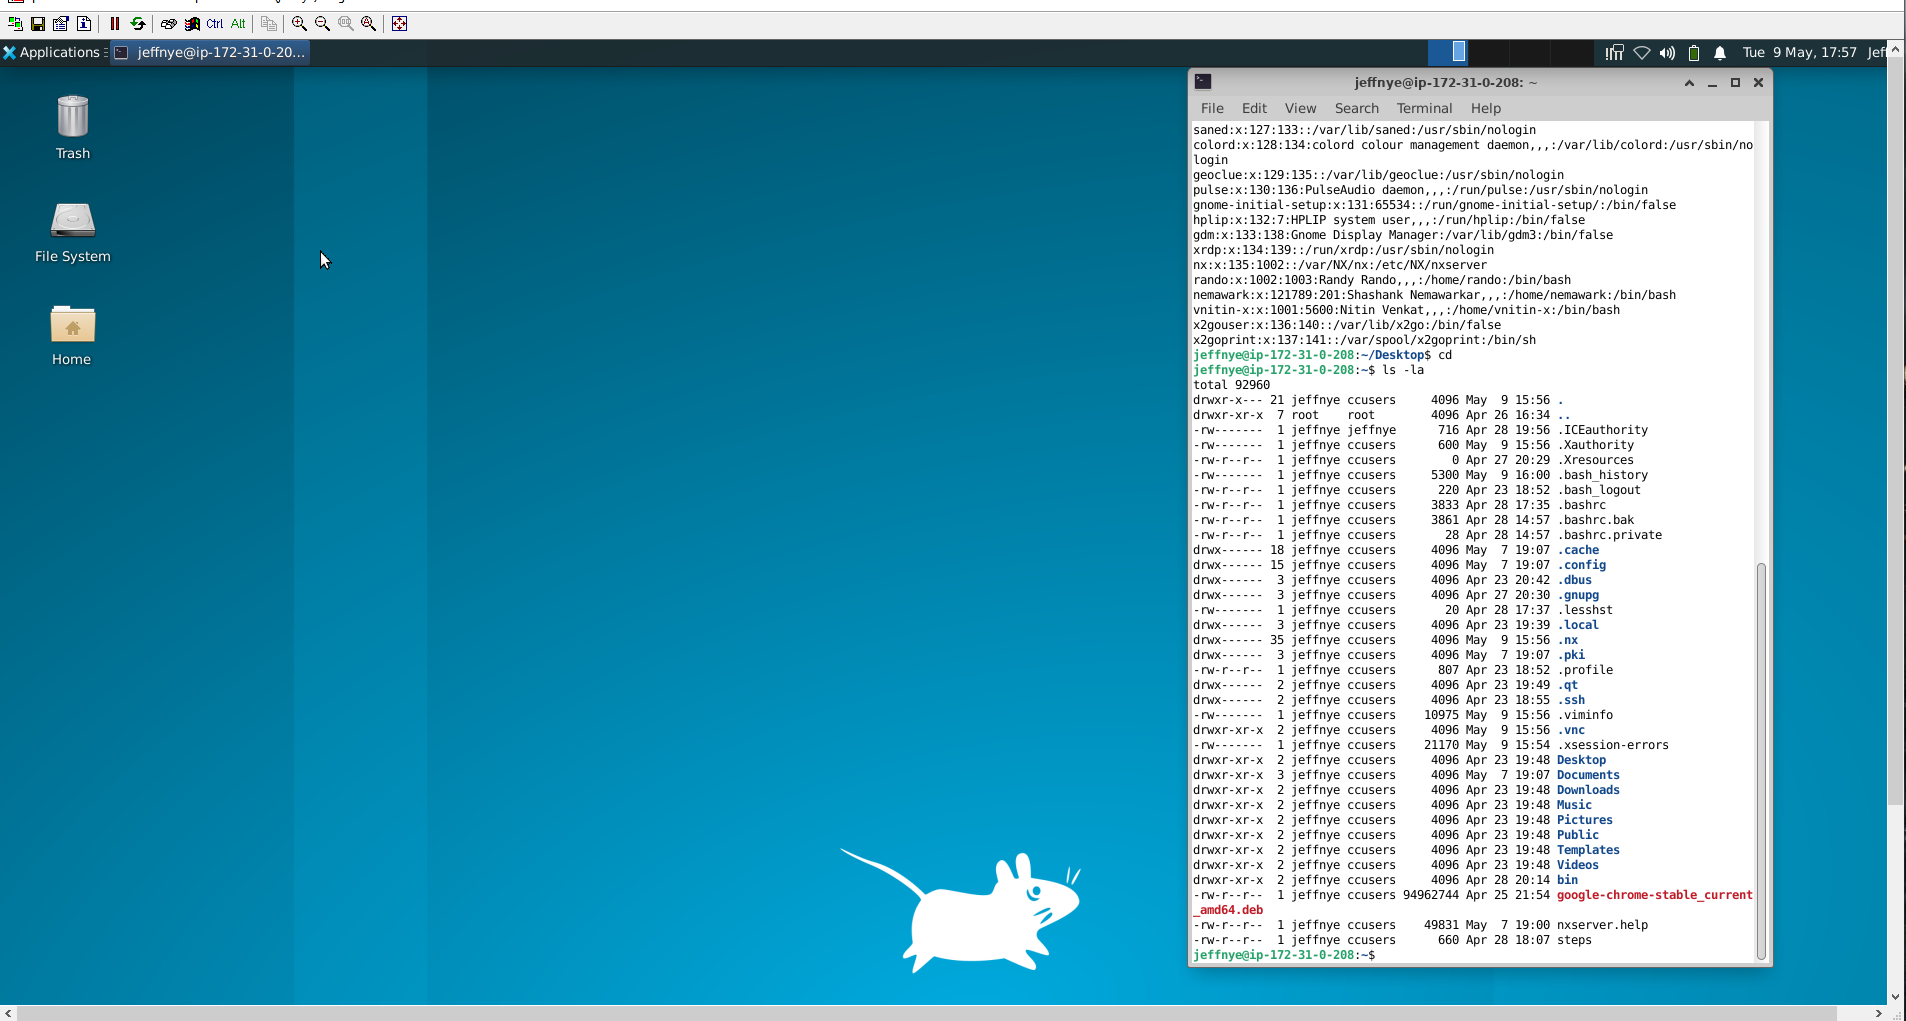 Ctrl Alt
Applications jeffnye@ip-172-31-0-20... Tue 9 May, 17:57 Jeff
Trash
File System
Home
jeffnye@ip-172-31-0-208: ~
File Edit View Search Terminal Help
saned:x:127:133::/var/lib/saned:/usr/sbin/nologin
colord:x:128:134:colord colour management daemon,,,:/var/lib/colord:/usr/sbin/no
login
geoclue:x:129:135::/var/lib/geoclue:/usr/sbin/nologin
pulse:x:130:136:PulseAudio daemon,,,:/run/pulse:/usr/sbin/nologin
gnome-initial-setup:x:131:65534::/run/gnome-initial-setup/:/bin/false
hplip:x:132:7:HPLIP system user,,,:/run/hplip:/bin/false
gdm:x:133:138:Gnome Display Manager:/var/lib/gdm3:/bin/false
xrdp:x:134:139::/run/xrdp:/usr/sbin/nologin
nx:x:135:1002::/var/NX/nx:/etc/NX/nxserver
rando:x:1002:1003:Randy Rando,,,:/home/rando:/bin/bash
nemawark:x:121789:201:Shashank Nemawarkar,,,:/home/nemawark:/bin/bash
vnitin-x:x:1001:5600:Nitin Venkat,,,:/home/vnitin-x:/bin/bash
x2gouser:x:136:140::/var/lib/x2go:/bin/false
x2goprint:x:137:141::/var/spool/x2goprint:/bin/sh
jeffnye@ip-172-31-0-208:~/Desktop$ cd
jeffnye@ip-172-31-0-208:~$ ls -la
total 92960
drwxr-x--- 21 jeffnye ccusers     4096 May  9 15:56 .
drwxr-xr-x  7 root    root        4096 Apr 26 16:34 ..
-rw-------  1 jeffnye jeffnye      716 Apr 28 19:56 .ICEauthority
-rw-------  1 jeffnye ccusers      600 May  9 15:56 .Xauthority
-rw-r--r--  1 jeffnye ccusers        0 Apr 27 20:29 .Xresources
-rw-------  1 jeffnye ccusers     5300 May  9 16:00 .bash_history
-rw-r--r--  1 jeffnye ccusers      220 Apr 23 18:52 .bash_logout
-rw-r--r--  1 jeffnye ccusers     3833 Apr 28 17:35 .bashrc
-rw-r--r--  1 jeffnye ccusers     3861 Apr 28 14:57 .bashrc.bak
-rw-r--r--  1 jeffnye ccusers       28 Apr 28 14:57 .bashrc.private
drwx------ 18 jeffnye ccusers     4096 May  7 19:07 .cache
drwx------ 15 jeffnye ccusers     4096 May  7 19:07 .config
drwx------  3 jeffnye ccusers     4096 Apr 23 20:42 .dbus
drwx------  3 jeffnye ccusers     4096 Apr 27 20:30 .gnupg
-rw-------  1 jeffnye ccusers       20 Apr 28 17:37 .lesshst
drwx------  3 jeffnye ccusers     4096 Apr 23 19:39 .local
drwx------ 35 jeffnye ccusers     4096 May  9 15:56 .nx
drwx------  3 jeffnye ccusers     4096 May  7 19:07 .pki
-rw-r--r--  1 jeffnye ccusers      807 Apr 23 18:52 .profile
drwx------  2 jeffnye ccusers     4096 Apr 23 19:49 .qt
drwx------  2 jeffnye ccusers     4096 Apr 23 18:55 .ssh
-rw-------  1 jeffnye ccusers    10975 May  9 15:56 .viminfo
drwxr-xr-x  2 jeffnye ccusers     4096 May  9 15:56 .vnc
-rw-------  1 jeffnye ccusers    21170 May  9 15:54 .xsession-errors
drwxr-xr-x  2 jeffnye ccusers     4096 Apr 23 19:48 Desktop
drwxr-xr-x  3 jeffnye ccusers     4096 May  7 19:07 Documents
drwxr-xr-x  2 jeffnye ccusers     4096 Apr 23 19:48 Downloads
drwxr-xr-x  2 jeffnye ccusers     4096 Apr 23 19:48 Music
drwxr-xr-x  2 jeffnye ccusers     4096 Apr 23 19:48 Pictures
drwxr-xr-x  2 jeffnye ccusers     4096 Apr 23 19:48 Public
drwxr-xr-x  2 jeffnye ccusers     4096 Apr 23 19:48 Templates
drwxr-xr-x  2 jeffnye ccusers     4096 Apr 23 19:48 Videos
drwxr-xr-x  2 jeffnye ccusers     4096 Apr 28 20:14 bin
-rw-r--r--  1 jeffnye ccusers 94962744 Apr 25 21:54 google-chrome-stable_current
_amd64.deb
-rw-r--r--  1 jeffnye ccusers    49831 May  7 19:00 nxserver.help
-rw-r--r--  1 jeffnye ccusers      660 Apr 28 18:07 steps
jeffnye@ip-172-31-0-208:~$